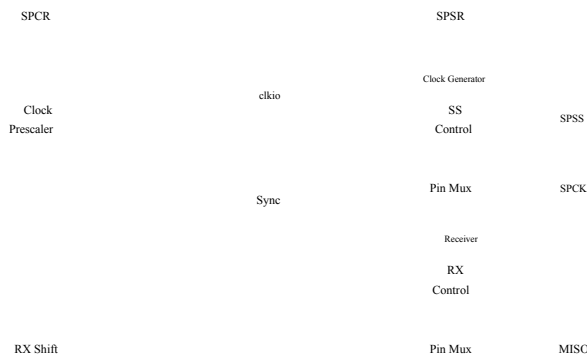 SPCR
SPSR
Clock Generator
clkio
Clock
Prescaler
SS
Control
SPSS
Pin Mux
SPCK
Sync
Receiver
RX
Control
RX Shift
Pin Mux
MISO